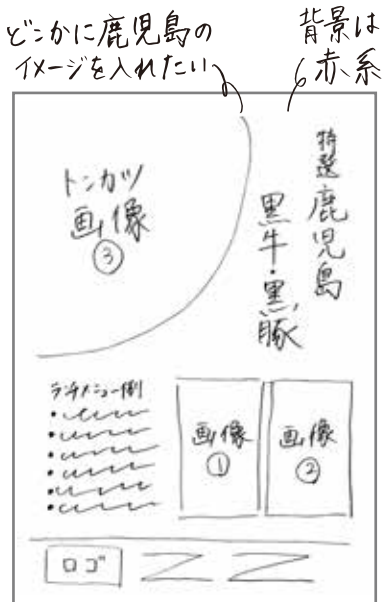 どこかに鹿児島の
イメージを入れたい
背景は
赤系
特選鹿児島
黒牛・黒豚
トンカツ
画像
③
ランチメニュー例
画像
①
画像
②
ロゴ